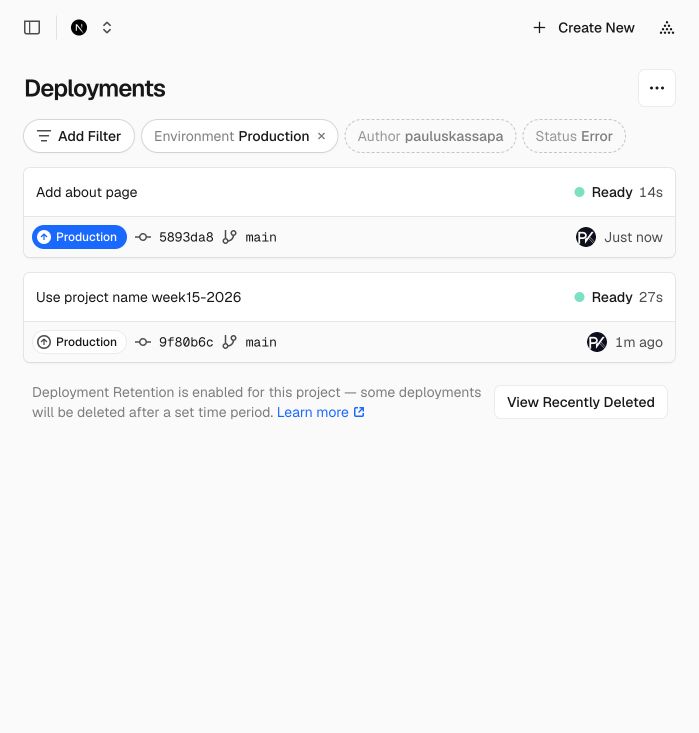 Create New
Deployments
Add Filter
Environment Production ×
Author pauluskassapa
Status Error
Add about page
Ready 14s
Production 5893da8 main
Just now
Use project name week15-2026
Ready 27s
Production 9f80b6c main
1m ago
Deployment Retention is enabled for this project — some deployments
will be deleted after a set time period. Learn more
View Recently Deleted